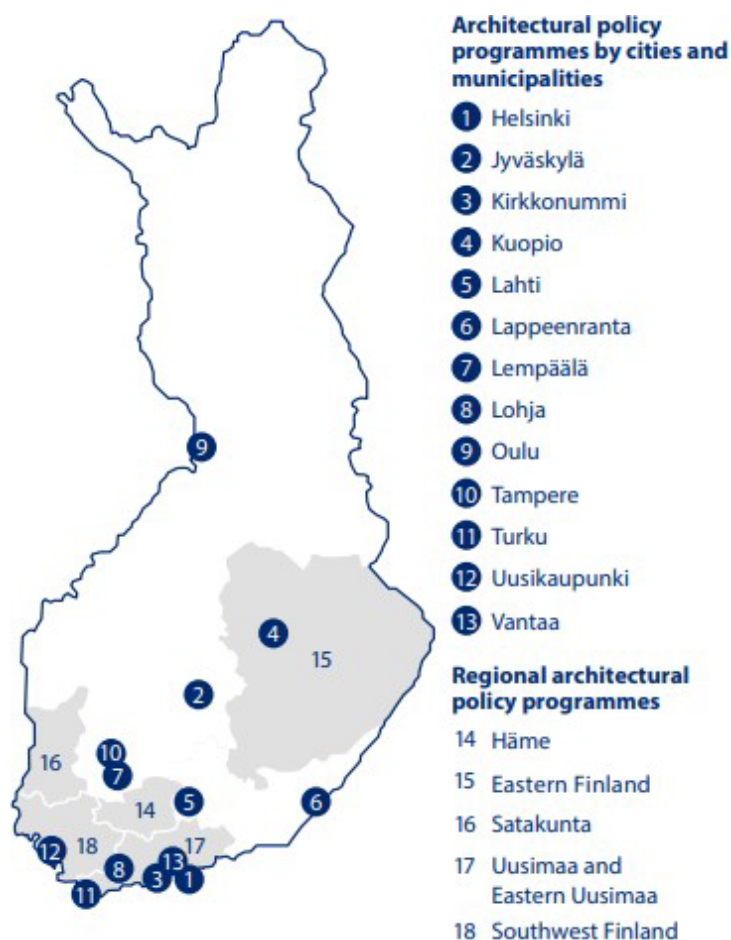 Architectural policy
programmes by cities and
municipalities
1 Helsinki
2 Jyväskylä
3 Kirkkonummi
4 Kuopio
5 Lahti
6 Lappeenranta
7 Lempäälä
8 Lohja
9 Oulu
10 Tampere
11 Turku
12 Uusikaupunki
13 Vantaa
Regional architectural
policy programmes
14 Häme
15 Eastern Finland
16 Satakunta
17 Uusimaa and
Eastern Uusimaa
18 Southwest Finland
9
4
15
2
10
16
7
14
5
6
12
18
17
13
8
3
1
11